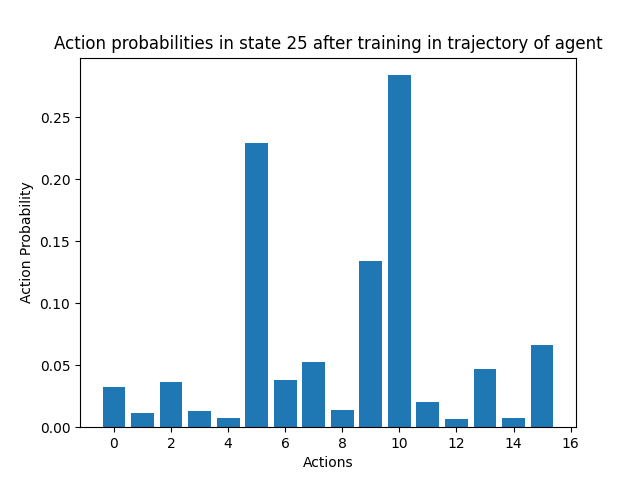 Action probabilities in state 25 after training in trajectory of agent
0.25
0.20
0.15
0.10
0.05
0.00
Action Probability
0 2 4 6 8 10 12 14 16
Actions